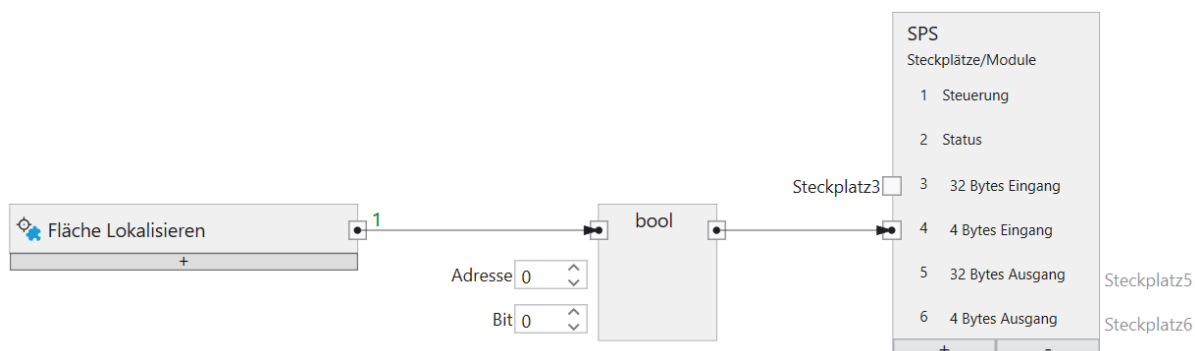 SPS
Steckplätze/Module
1 Steuerung
2 Status
Steckplatz3 3 32 Bytes Eingang
Fläche Lokalisieren 1 bool 4 4 Bytes Eingang
+
Adresse 0 5 32 Bytes Ausgang Steckplatz5
Bit 0 6 4 Bytes Ausgang Steckplatz6
+ -